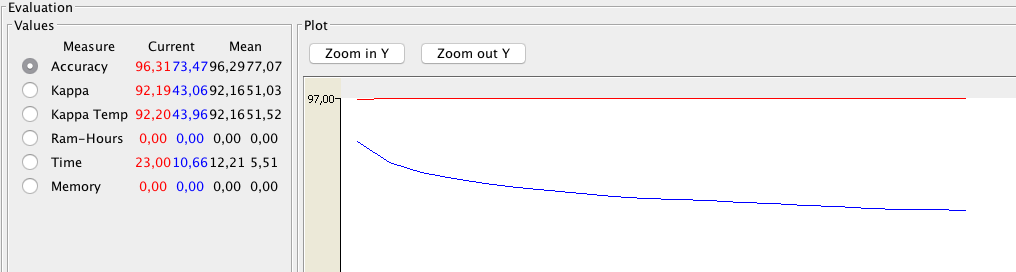 Evaluation
Values
Measure Current Mean
Accuracy 96,31 73,47 96,29 77,07
Kappa 92,19 43,06 92,16 51,03
Kappa Temp 92,20 43,96 92,16 51,52
Ram-Hours 0,00 0,00 0,00 0,00
Time 23,00 10,66 12,21 5,51
Memory 0,00 0,00 0,00 0,00
Plot
Zoom in Y Zoom out Y
97,00